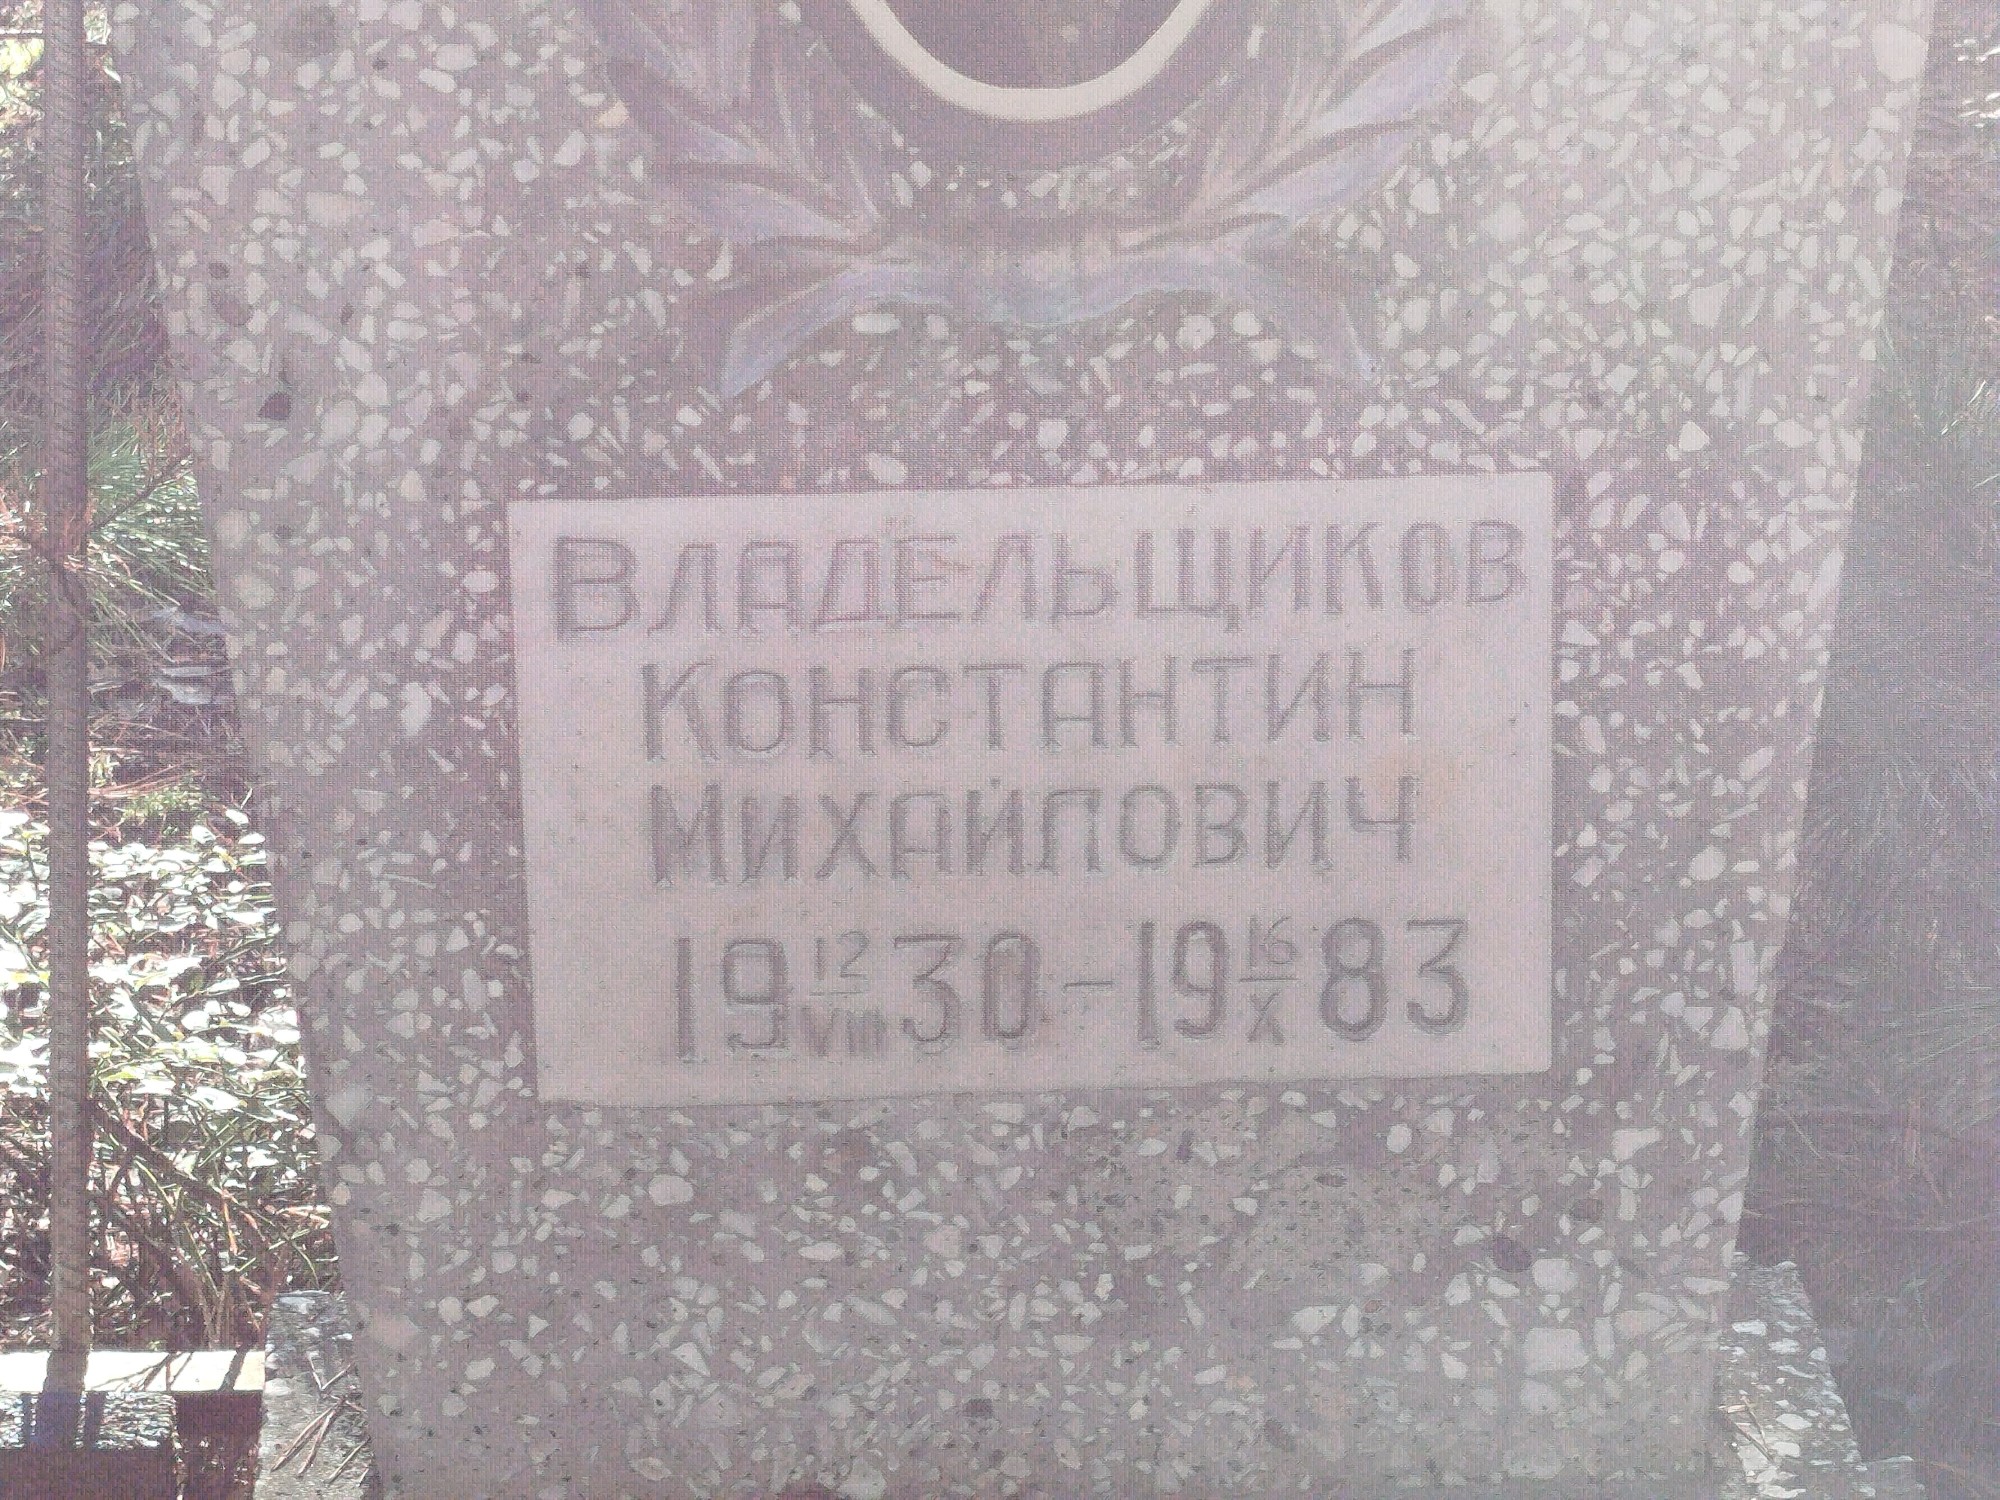 ВЛАДЕЛЬЩИКОВ
КОНСТАНТИН
МИХАЙЛОВИЧ
19 12/VIII 30 – 19 16/X 83